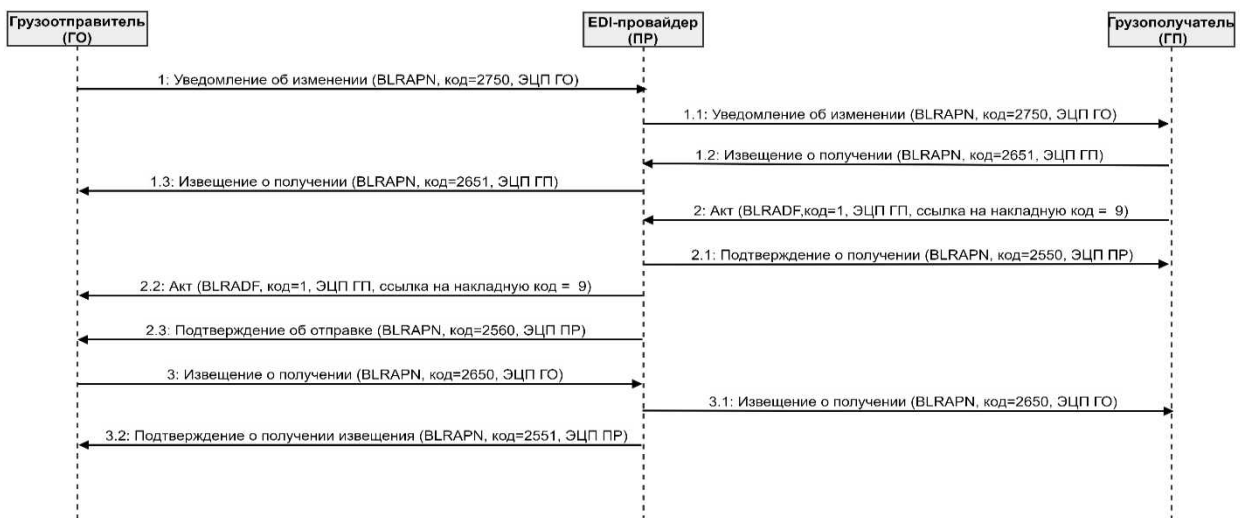 Грузоотправитель
(ГО)
EDI-провайдер
(ПР)
Грузополучатель
(ГП)
1: Уведомление об изменении (BLRAPN, код=2750, ЭЦП ГО)
1.1: Уведомление об изменении (BLRAPN, код=2750, ЭЦП ГО)
1.2: Извещение о получении (BLRAPN, код=2651, ЭЦП ГП)
1.3: Извещение о получении (BLRAPN, код=2651, ЭЦП ГП)
2: Акт (BLRADF,код=1, ЭЦП ГП, ссылка на накладную код = 9)
2.1: Подтверждение о получении (BLRAPN, код=2550, ЭЦП ПР)
2.2: Акт (BLRADF, код=1, ЭЦП ГП, ссылка на накладную код = 9)
2.3: Подтверждение об отправке (BLRAPN, код=2560, ЭЦП ПР)
3: Извещение о получении (BLRAPN, код=2650, ЭЦП ГО)
3.1: Извещение о получении (BLRAPN, код=2650, ЭЦП ГО)
3.2: Подтверждение о получении извещения (BLRAPN, код=2551, ЭЦП ПР)